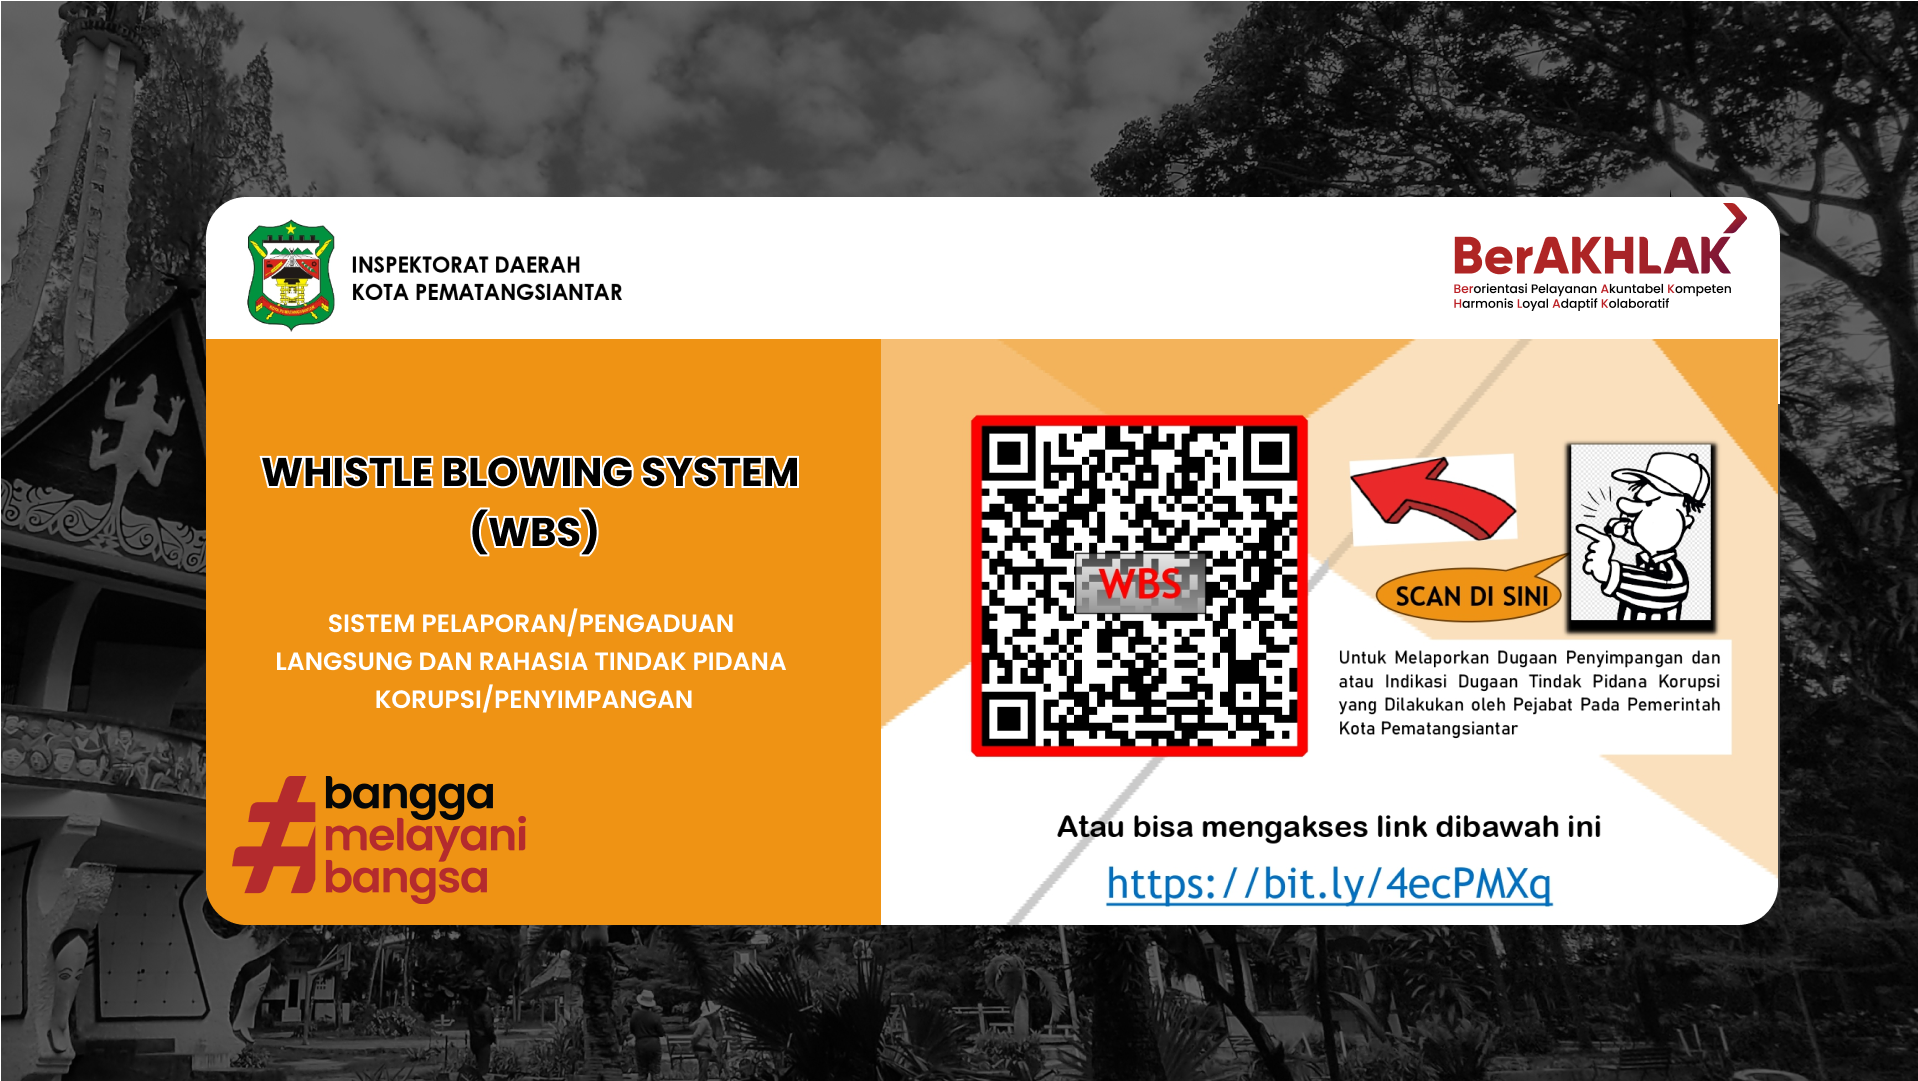 INSPEKTORAT DAERAH
KOTA PEMATANGSIANTAR
BerAKHLAK
Berorientasi Pelayanan Akuntabel Kompeten
Harmonis Loyal Adaptif Kolaboratif
WHISTLE BLOWING SYSTEM
(WBS)
SISTEM PELAPORAN/PENGADUAN
LANGSUNG DAN RAHASIA TINDAK PIDANA
KORUPSI/PENYIMPANGAN
#bangga
melayani
bangsa
WBS
SCAN DI SINI
Untuk Melaporkan Dugaan Penyimpangan dan
atau Indikasi Dugaan Tindak Pidana Korupsi
yang Dilakukan oleh Pejabat Pada Pemerintah
Kota Pematangsiantar
Atau bisa mengakses link dibawah ini
https://bit.ly/4ecPMXq